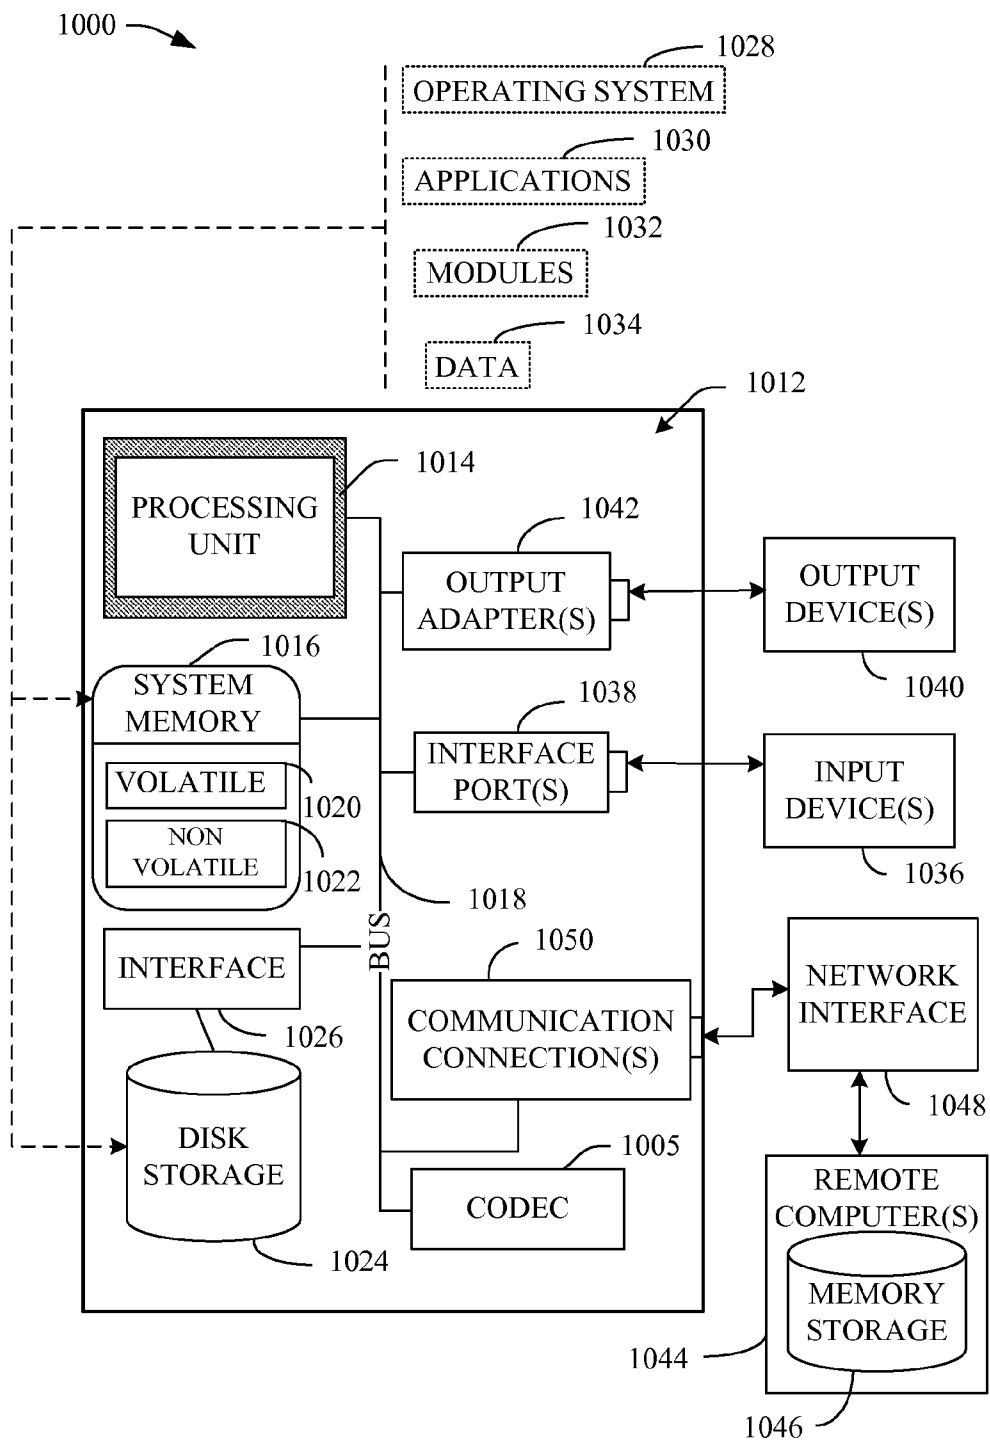 1000
1028
OPERATING SYSTEM
1030
APPLICATIONS
1032
MODULES
1034
DATA
1012
PROCESSING
UNIT
1014
1042
OUTPUT
ADAPTER(S)
OUTPUT
DEVICE(S)
1040
1016
SYSTEM
MEMORY
VOLATILE
1020
NON
VOLATILE
1022
1038
INTERFACE
PORT(S)
INPUT
DEVICE(S)
1036
1018
BUS
INTERFACE
1026
1050
COMMUNICATION
CONNECTION(S)
NETWORK
INTERFACE
1048
DISK
STORAGE
1024
1005
CODEC
REMOTE
COMPUTER(S)
MEMORY
STORAGE
1044
1046